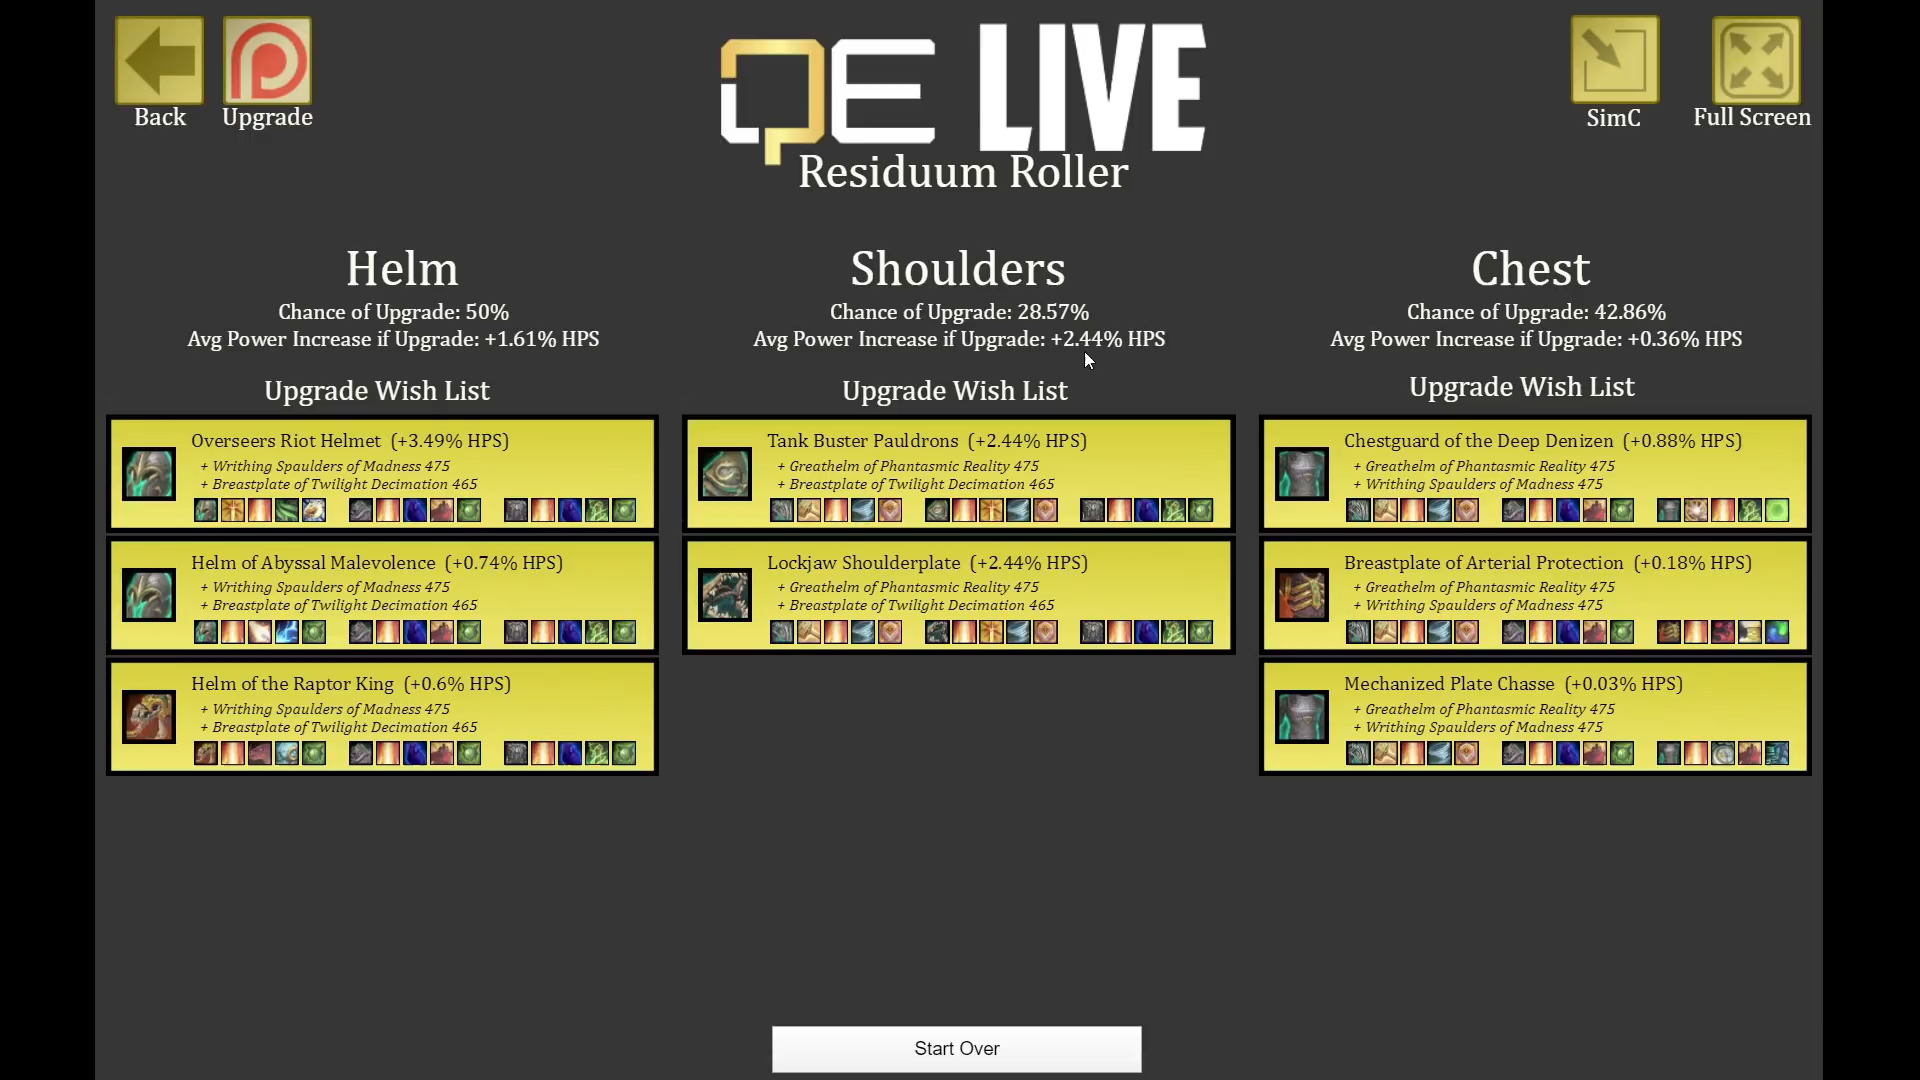 Back
Upgrade
QE LIVE
Residuum Roller
SimC
Full Screen
Helm
Chance of Upgrade: 50%
Avg Power Increase if Upgrade: +1.61% HPS
Upgrade Wish List
Overseers Riot Helmet (+3.49% HPS)
+ Writhing Spaulders of Madness 475
+ Breastplate of Twilight Decimation 465
Helm of Abyssal Malevolence (+0.74% HPS)
+ Writhing Spaulders of Madness 475
+ Breastplate of Twilight Decimation 465
Helm of the Raptor King (+0.6% HPS)
+ Writhing Spaulders of Madness 475
+ Breastplate of Twilight Decimation 465
Shoulders
Chance of Upgrade: 28.57%
Avg Power Increase if Upgrade: +2.44% HPS
Upgrade Wish List
Tank Buster Pauldrons (+2.44% HPS)
+ Greathelm of Phantasmic Reality 475
+ Breastplate of Twilight Decimation 465
Lockjaw Shoulderplate (+2.44% HPS)
+ Greathelm of Phantasmic Reality 475
+ Breastplate of Twilight Decimation 465
Chest
Chance of Upgrade: 42.86%
Avg Power Increase if Upgrade: +0.36% HPS
Upgrade Wish List
Chestguard of the Deep Denizen (+0.88% HPS)
+ Greathelm of Phantasmic Reality 475
+ Writhing Spaulders of Madness 475
Breastplate of Arterial Protection (+0.18% HPS)
+ Greathelm of Phantasmic Reality 475
+ Writhing Spaulders of Madness 475
Mechanized Plate Chasse (+0.03% HPS)
+ Greathelm of Phantasmic Reality 475
+ Writhing Spaulders of Madness 475
Start Over